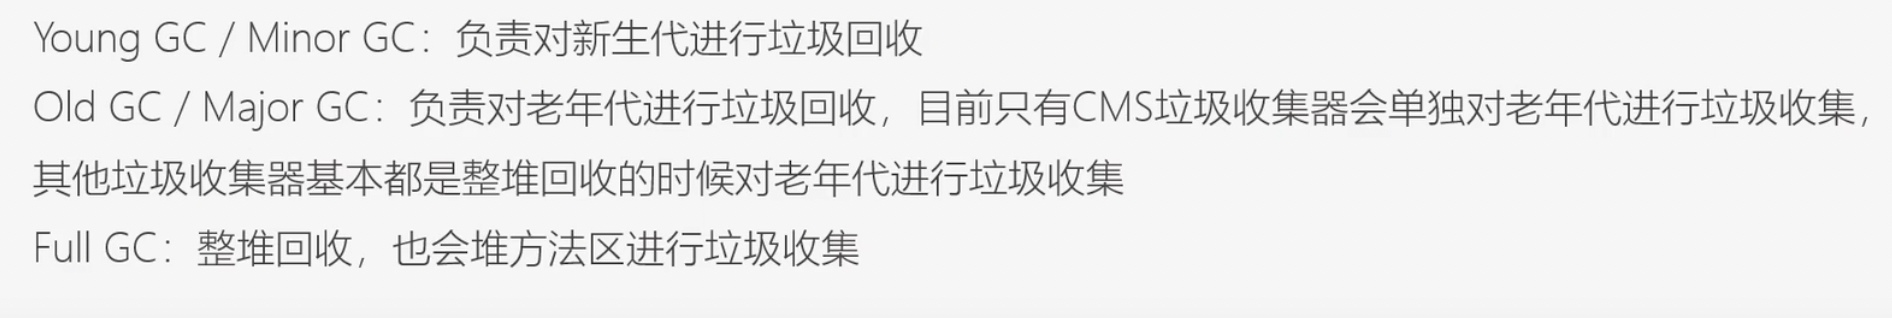 Young GC / Minor GC：负责对新生代进行垃圾回收
Old GC / Major GC：负责对老年代进行垃圾回收，目前只有CMS垃圾收集器会单独对老年代进行垃圾收集，
其他垃圾收集器基本都是整堆回收的时候对老年代进行垃圾收集
Full GC：整堆回收，也会堆方法区进行垃圾收集